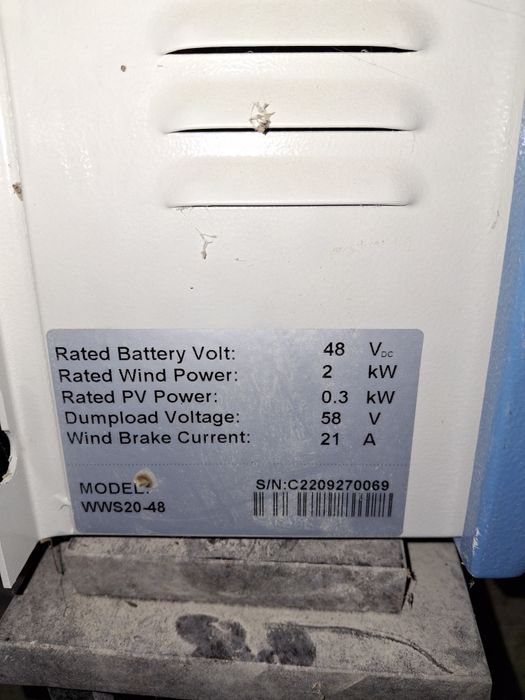 Rated Battery Volt: 48 VDC
Rated Wind Power: 2 kW
Rated PV Power: 0.3 kW
Dumpload Voltage: 58 V
Wind Brake Current: 21 A
MODEL: S/N:C2209270069
WWS20-48